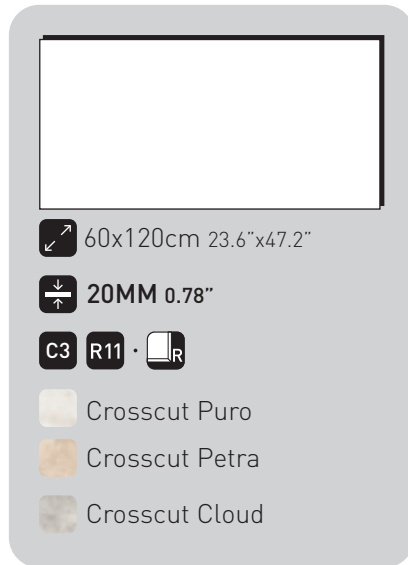 60x120cm 23.6”x47.2”
20MM 0.78”
C3 R11 · R
Crosscut Puro
Crosscut Petra
Crosscut Cloud